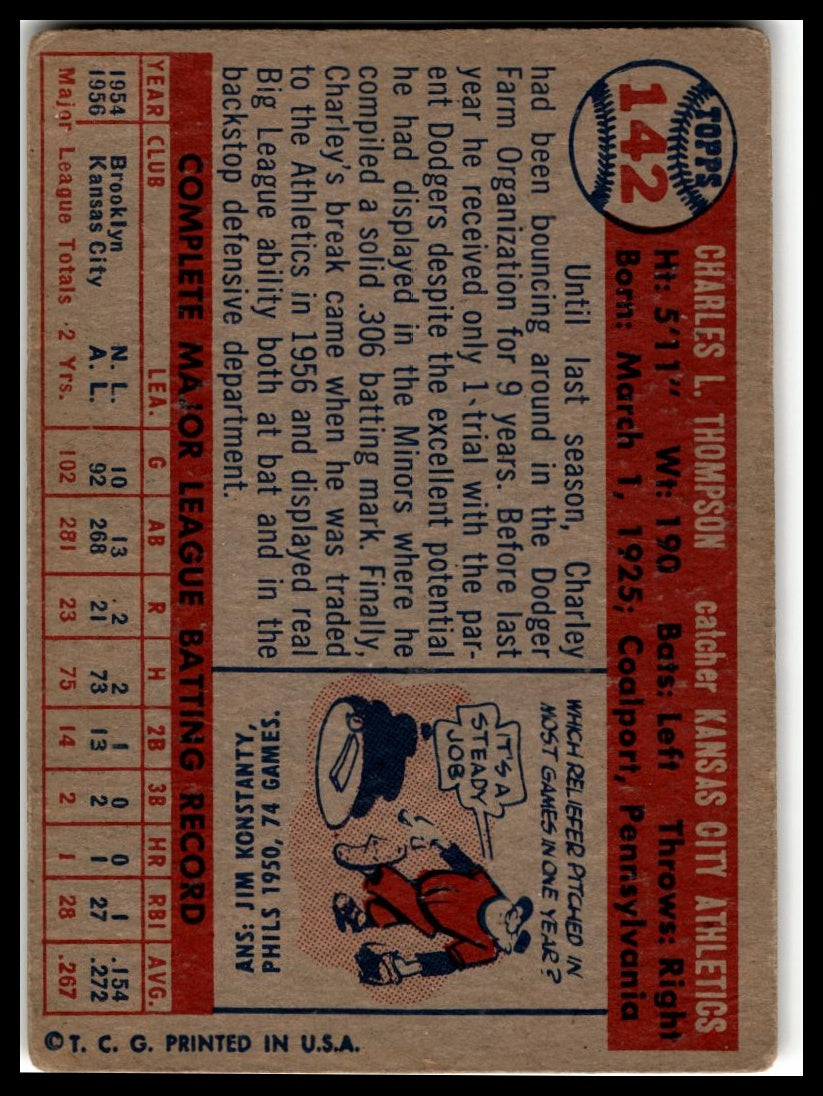 TOPPS
142
CHARLES L. THOMPSON catcher KANSAS CITY ATHLETICS
Ht: 5'11" Wt: 190 Bats: Left Throws: Right
Born: March 1, 1925; Coalport, Pennsylvania
Until last season, Charley
had been bouncing around in the Dodger
Farm Organization for 9 years. Before last
year he received only 1 trial with the par-
ent Dodgers despite the excellent potential
he had displayed in the Minors where he
compiled a solid .306 batting mark. Finally,
Charley's break came when he was traded
to the Athletics in 1956 and displayed real
Big League ability both at bat and in the
backstop defensive department.
WHICH RELIEFER PITCHED IN
MOST GAMES IN ONE YEAR?
IT'S A
STEADY
JOB
ANS: JIM KONSTANTY,
PHILS 1950, 74 GAMES.
COMPLETE MAJOR LEAGUE BATTING RECORD
YEAR CLUB LEA. G AB R H 2B 3B HR RBI AVG.
1954 Brooklyn N. L. 10 13 2 2 1 0 0 1 .154
1956 Kansas City A. L. 92 268 21 73 13 2 1 27 .272
Major League Totals 2 Yrs. 102 281 23 75 14 2 1 28 .267
© T. C. G. PRINTED IN U.S.A.